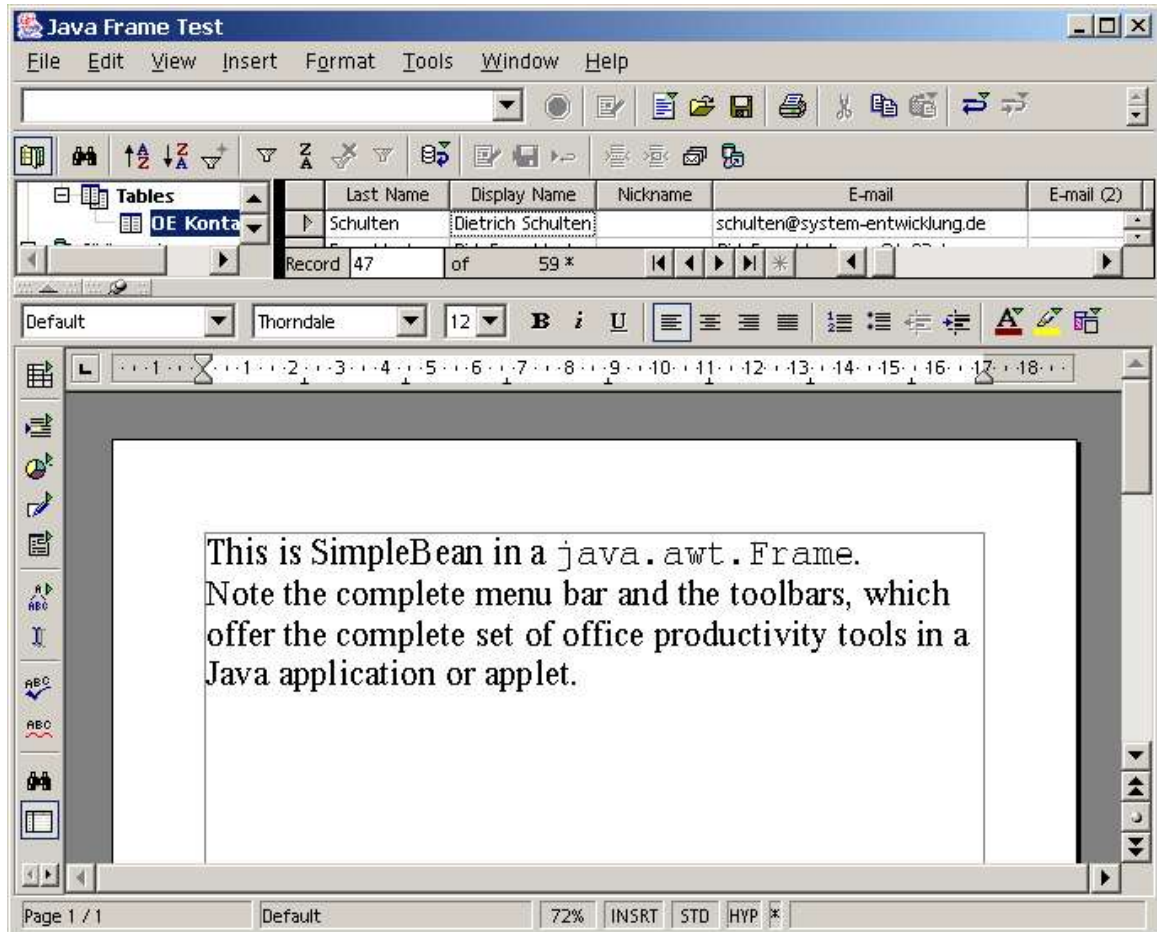 Java Frame Test
File Edit View Insert Format Tools Window Help
Tables
Last Name Display Name Nickname E-mail E-mail (2)
OE Konta
Schulten Dietrich Schulten schulten@system-entwicklung.de
Record 47 of 59 *
Default Thorndale 12 B i U
1 1 2 3 4 5 6 7 8 9 10 11 12 13 14 15 16 17 18
This is SimpleBean in a java.awt.Frame.
Note the complete menu bar and the toolbars, which
offer the complete set of office productivity tools in a
Java application or applet.
Page 1 / 1 Default 72% INSRT STD HYP *